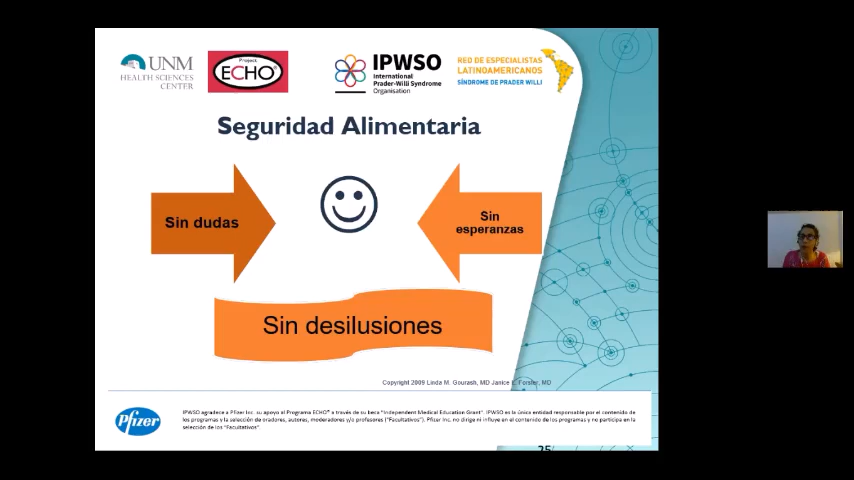 UNM
HEALTH SCIENCES
CENTER
Project
ECHO®
IPWSO
International
Prader-Willi Syndrome
Organisation
RED DE ESPECIALISTAS
LATINOAMERICANOS
SÍNDROME DE PRADER WILLI
Seguridad Alimentaria
Sin dudas
Sin
esperanzas
Sin desilusiones
Copyright 2009 Linda M. Gourash, MD Janice L. Forster, MD
Pfizer
IPWSO agradece a Pfizer Inc. su apoyo al Programa ECHO® a través de su beca "Independent Medical Education Grant". IPWSO es la única entidad responsable por el contenido de
los programas y la selección de oradores, autores, moderadores y/o profesores ("Facultativos"). Pfizer Inc. no dirige ni influye en el contenido de los programas y no participa en la
selección de los "Facultativos".
25